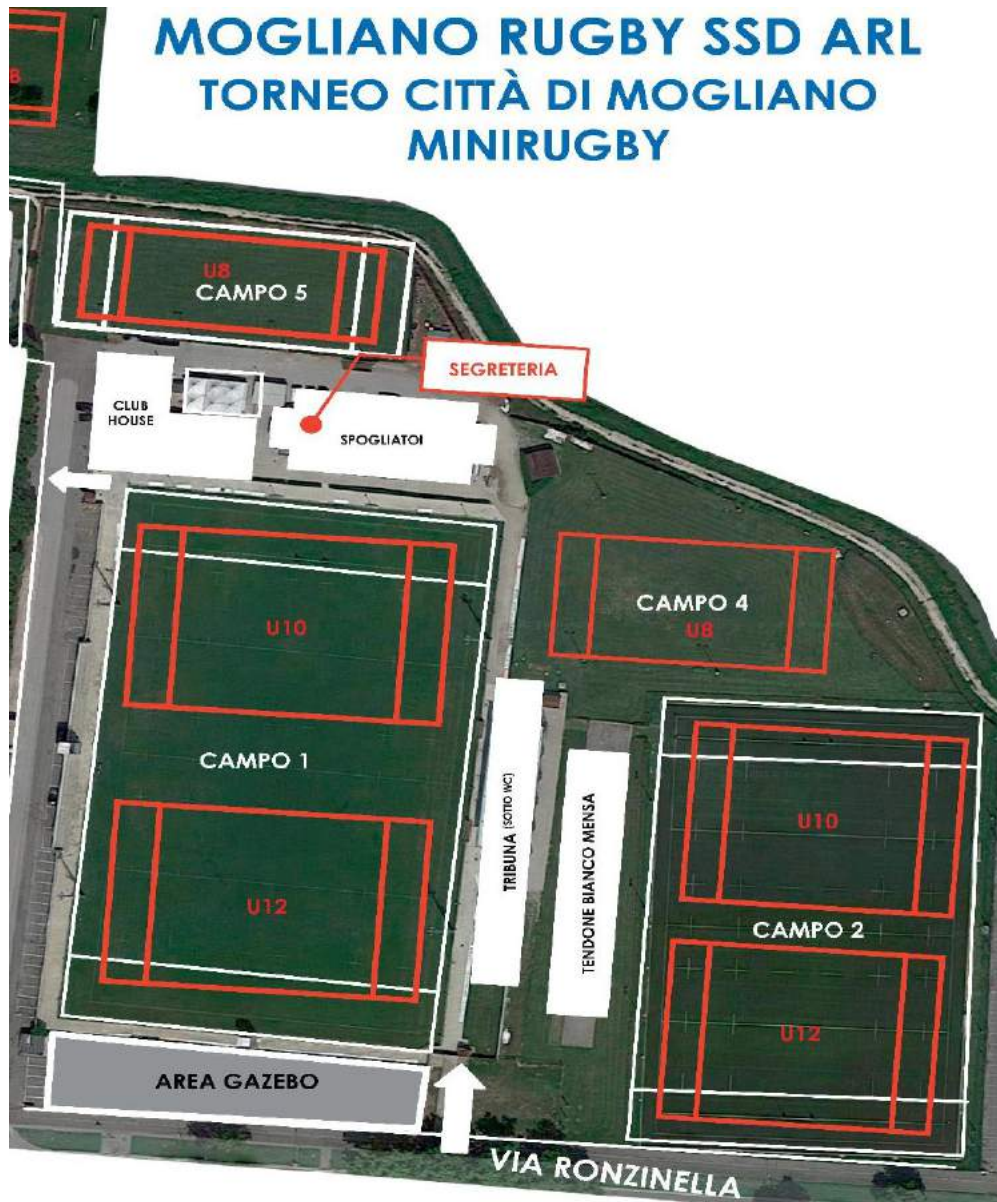 MOGLIANO RUGBY SSD ARL
TORNEO CITTÀ DI MOGLIANO
MINIRUGBY
U8
CAMPO 5
SEGRETERIA
CLUB
HOUSE
SPOGLIATOI
U10
CAMPO 1
U12
CAMPO 4
U8
TRIBUNA (SOTTO WC)
TENDONE BIANCO MENSA
U10
CAMPO 2
U12
AREA GAZEBO
VIA RONZINELLA